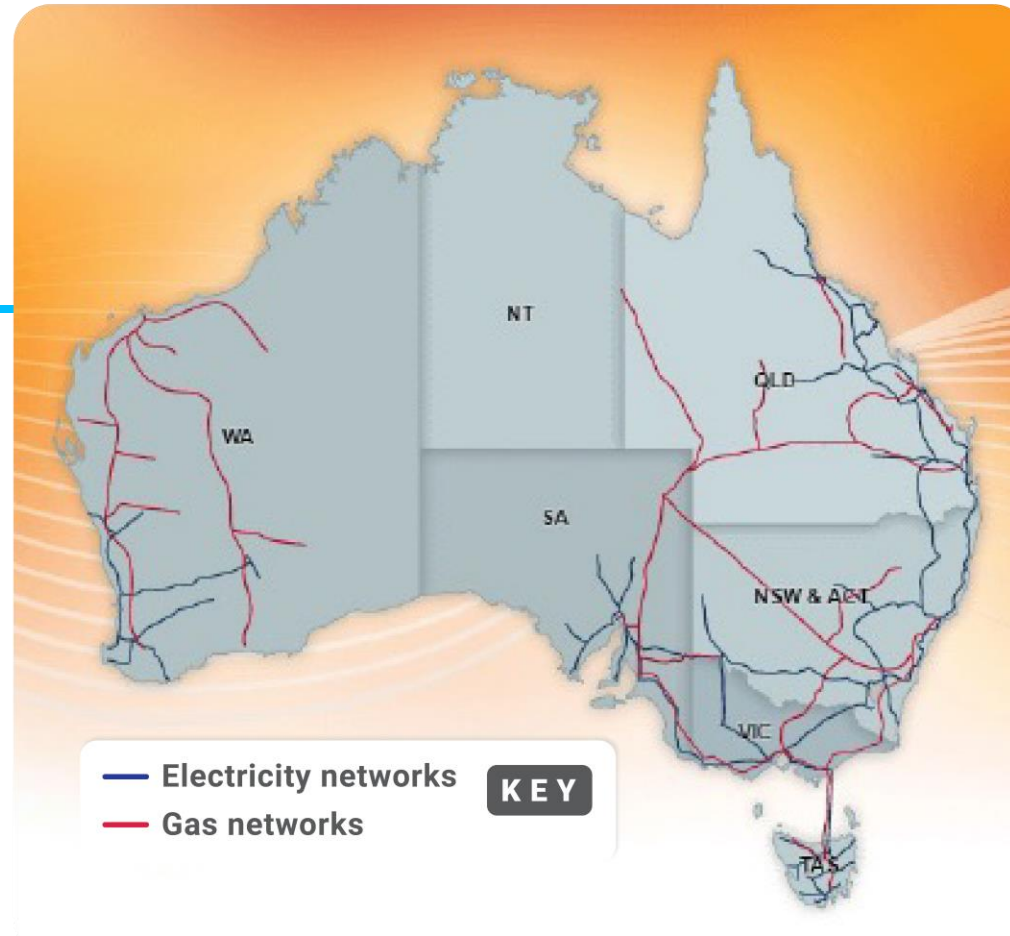 NT
QLD
WA
SA
NSW & ACT
VIC
Electricity networks
KEY
Gas networks
TAS